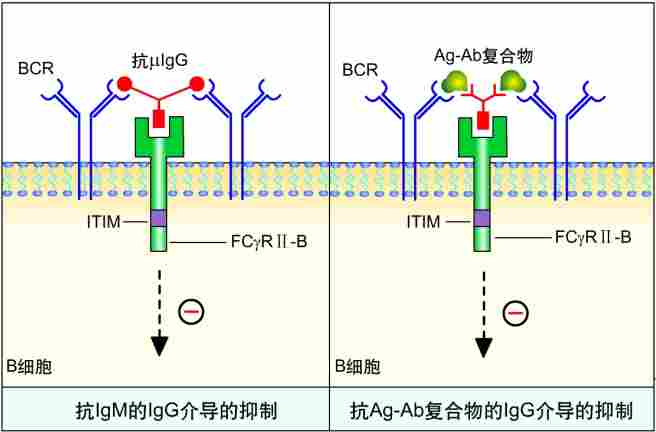 抗μIgG
BCR
ITIM
FCγRⅡ-B
B细胞
抗IgM的IgG介导的抑制
Ag-Ab复合物
BCR
ITIM
FCγRⅡ-B
B细胞
抗Ag-Ab复合物的IgG介导的抑制